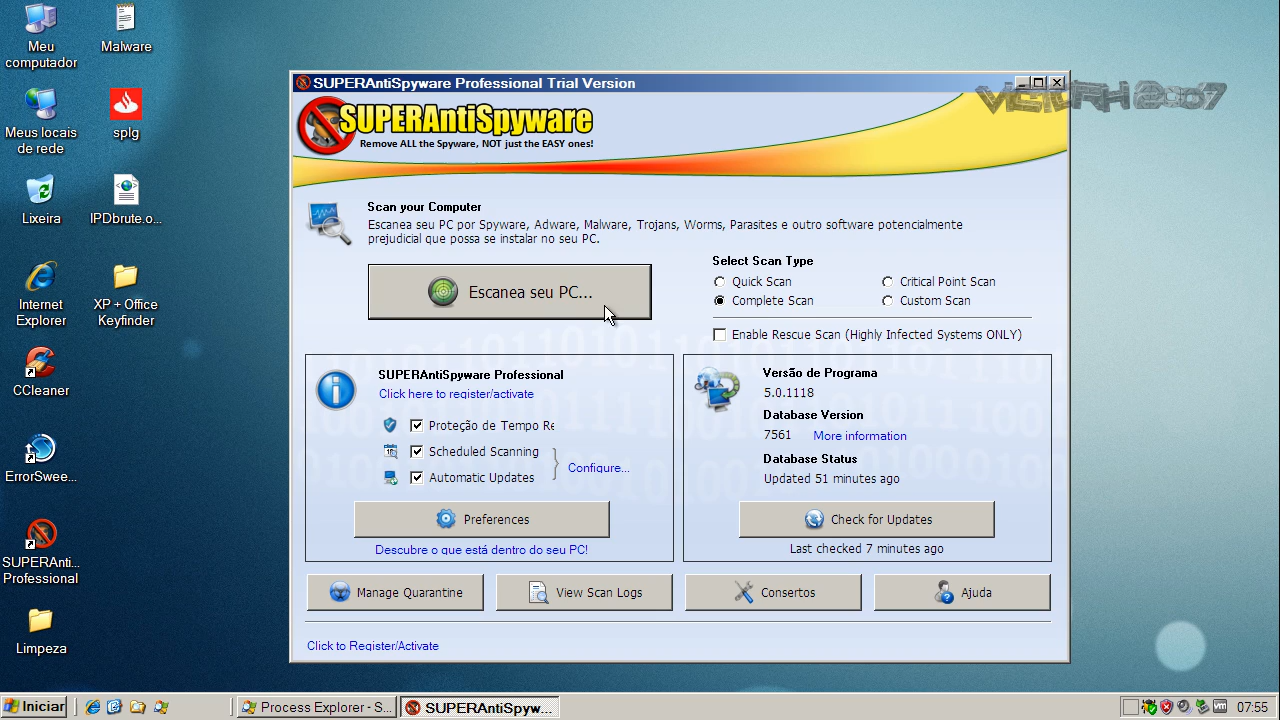 Meu
computador
Malware
Meus locais
de rede
splg
Lixeira
IPDbrute.o...
Internet
Explorer
XP + Office
Keyfinder
CCleaner
ErrorSwee...
SUPERAnti...
Professional
Limpeza
SUPERAntiSpyware Professional Trial Version
SUPERAntiSpyware
Remove ALL the Spyware, NOT just the EASY ones!
Scan your Computer
Escanea seu PC por Spyware, Adware, Malware, Trojans, Worms, Parasites e outro software potencialmente
prejudicial que possa se instalar no seu PC.
Escanea seu PC...
Select Scan Type
Quick Scan
Critical Point Scan
Complete Scan
Custom Scan
Enable Rescue Scan (Highly Infected Systems ONLY)
SUPERAntiSpyware Professional
Click here to register/activate
Proteção de Tempo Re
Scheduled Scanning
Automatic Updates
Configure...
Preferences
Descubre o que está dentro do seu PC!
Versão de Programa
5.0.1118
Database Version
7561 More information
Database Status
Updated 51 minutes ago
Check for Updates
Last checked 7 minutes ago
Manage Quarantine
View Scan Logs
Consertos
Ajuda
Click to Register/Activate
Iniciar
Process Explorer - S...
SUPERAntiSpyw...
07:55